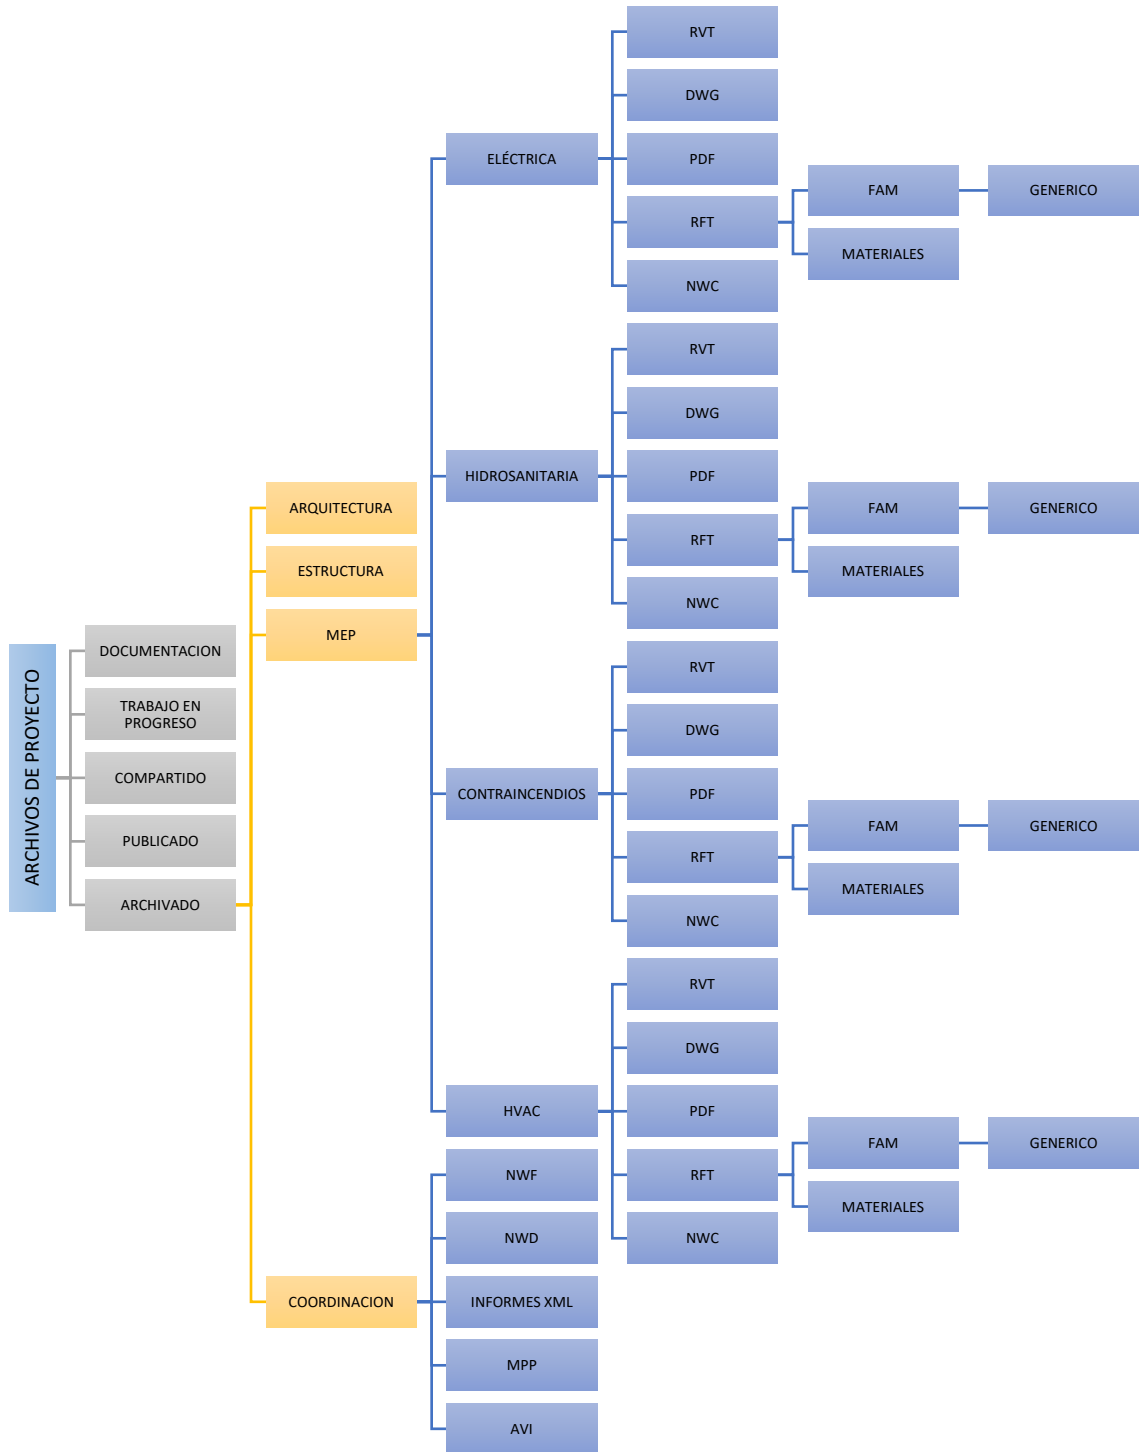 ARCHIVOS DE PROYECTO
DOCUMENTACION
TRABAJO EN
PROGRESO
COMPARTIDO
PUBLICADO
ARCHIVADO
ARQUITECTURA
ESTRUCTURA
MEP
ELÉCTRICA
RVT
DWG
PDF
RFT
FAM
GENERICO
MATERIALES
NWC
HIDROSANITARIA
RVT
DWG
PDF
RFT
FAM
GENERICO
MATERIALES
NWC
CONTRAINCENDIOS
RVT
DWG
PDF
RFT
FAM
GENERICO
MATERIALES
NWC
HVAC
RVT
DWG
PDF
RFT
FAM
GENERICO
MATERIALES
NWC
COORDINACION
NWF
NWD
INFORMES XML
MPP
AVI